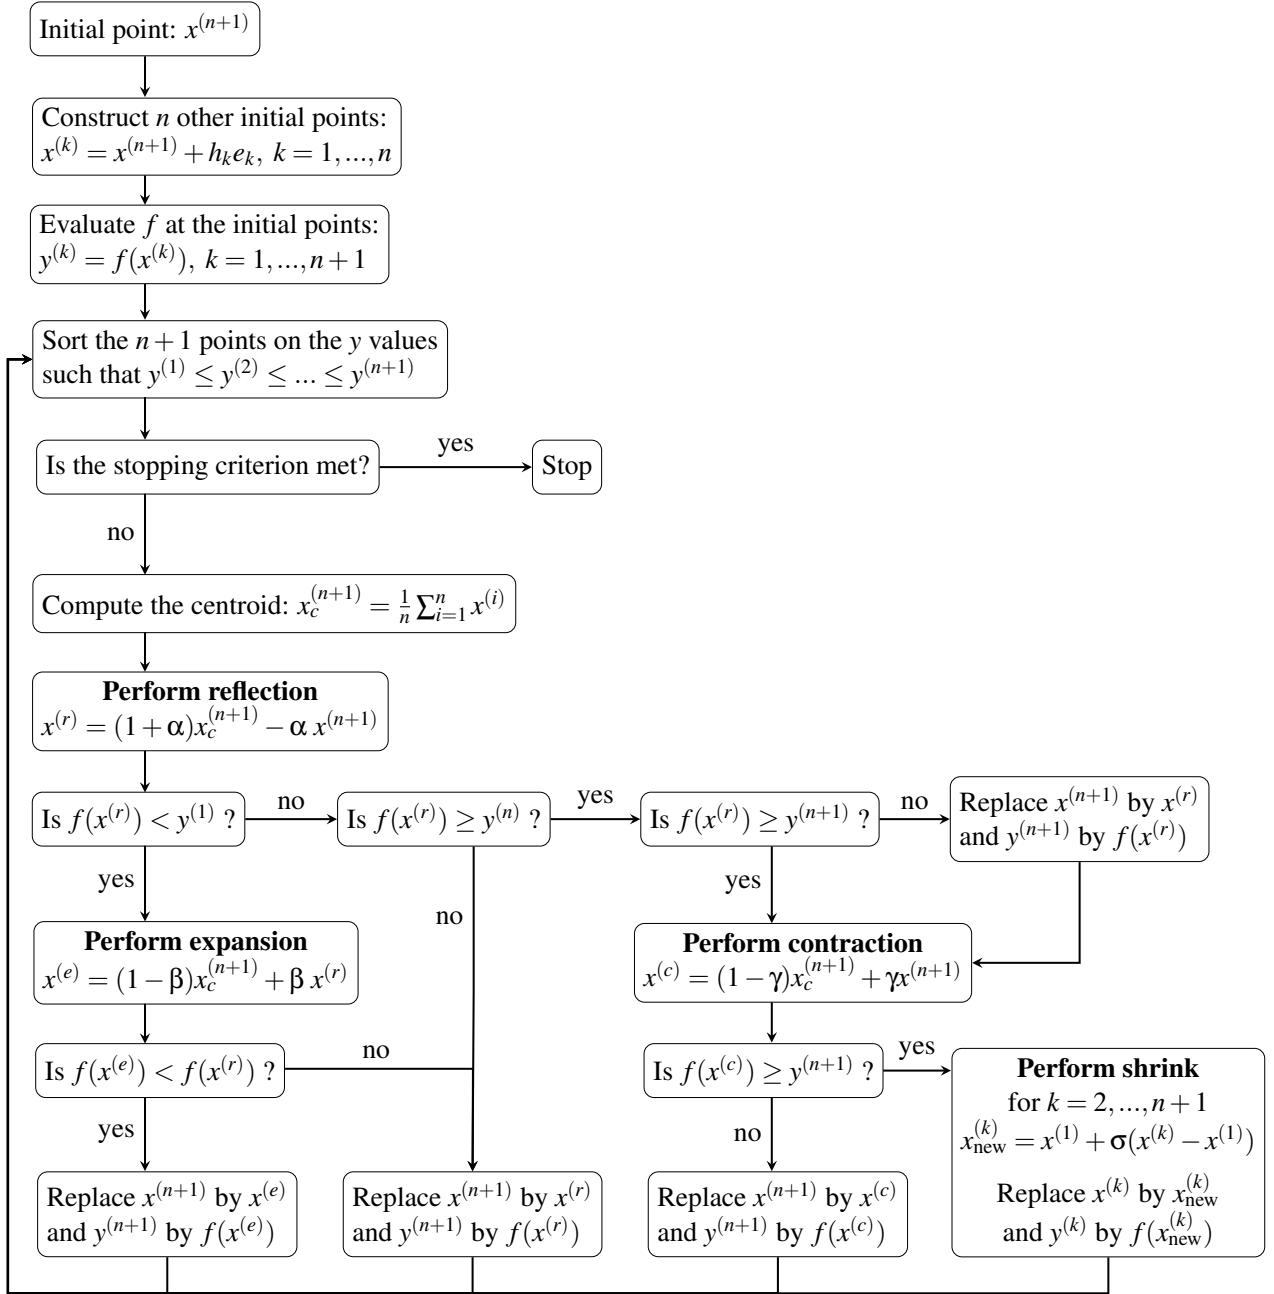 Initial point: x^(n+1)
Construct n other initial points:
x^(k) = x^(n+1) + h_k e_k, k = 1,...,n
Evaluate f at the initial points:
y^(k) = f(x^(k)), k = 1,...,n+1
Sort the n+1 points on the y values
such that y^(1) ≤ y^(2) ≤ ... ≤ y^(n+1)
Is the stopping criterion met?
yes
Stop
no
Compute the centroid: x_c^(n+1) = 1/n ∑_{i=1}^n x^(i)
Perform reflection
x^(r) = (1+α)x_c^(n+1) − α x^(n+1)
Is f(x^(r)) < y^(1) ?
no
Is f(x^(r)) ≥ y^(n) ?
yes
Is f(x^(r)) ≥ y^(n+1) ?
no
Replace x^(n+1) by x^(r)
and y^(n+1) by f(x^(r))
yes
no
yes
Perform expansion
x^(e) = (1−β)x_c^(n+1) + β x^(r)
Perform contraction
x^(c) = (1−γ)x_c^(n+1) + γx^(n+1)
Is f(x^(e)) < f(x^(r)) ?
no
Is f(x^(c)) ≥ y^(n+1) ?
yes
Perform shrink
for k = 2,...,n+1
x_new^(k) = x^(1) + σ(x^(k) − x^(1))
Replace x^(k) by x_new^(k)
and y^(k) by f(x_new^(k))
yes
no
Replace x^(n+1) by x^(e)
and y^(n+1) by f(x^(e))
Replace x^(n+1) by x^(r)
and y^(n+1) by f(x^(r))
Replace x^(n+1) by x^(c)
and y^(n+1) by f(x^(c))